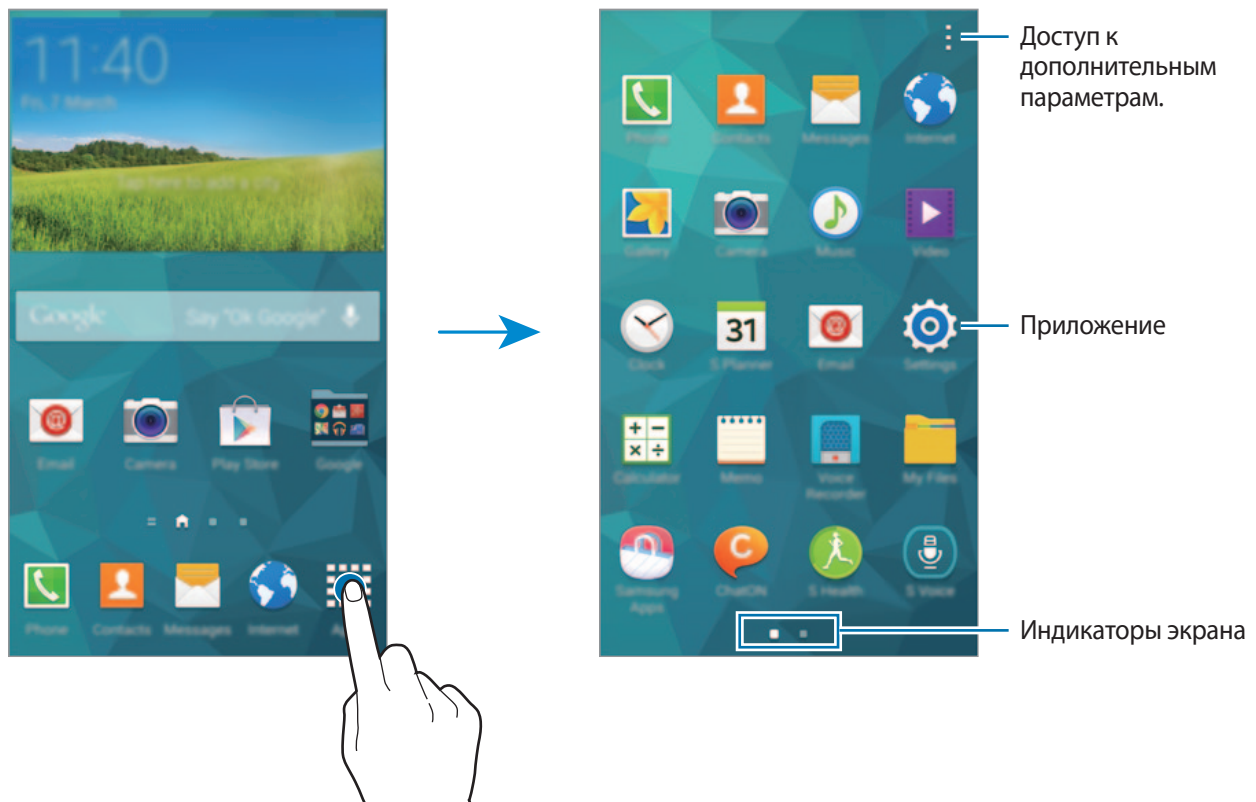 11:40
Fri, 7 March
Tap here to add a city
Google Say "Ok Google"
Email Camera Play Store Google
Phone Contacts Messages Internet
Phone Contacts Messages Internet
Gallery Camera Music Video
31
Clock S Planner Email Settings
Calculator Memo Voice Recorder My Files
Samsung Apps ChatON S Health S Voice
Доступ к
дополнительным
параметрам.
Приложение
Индикаторы экрана